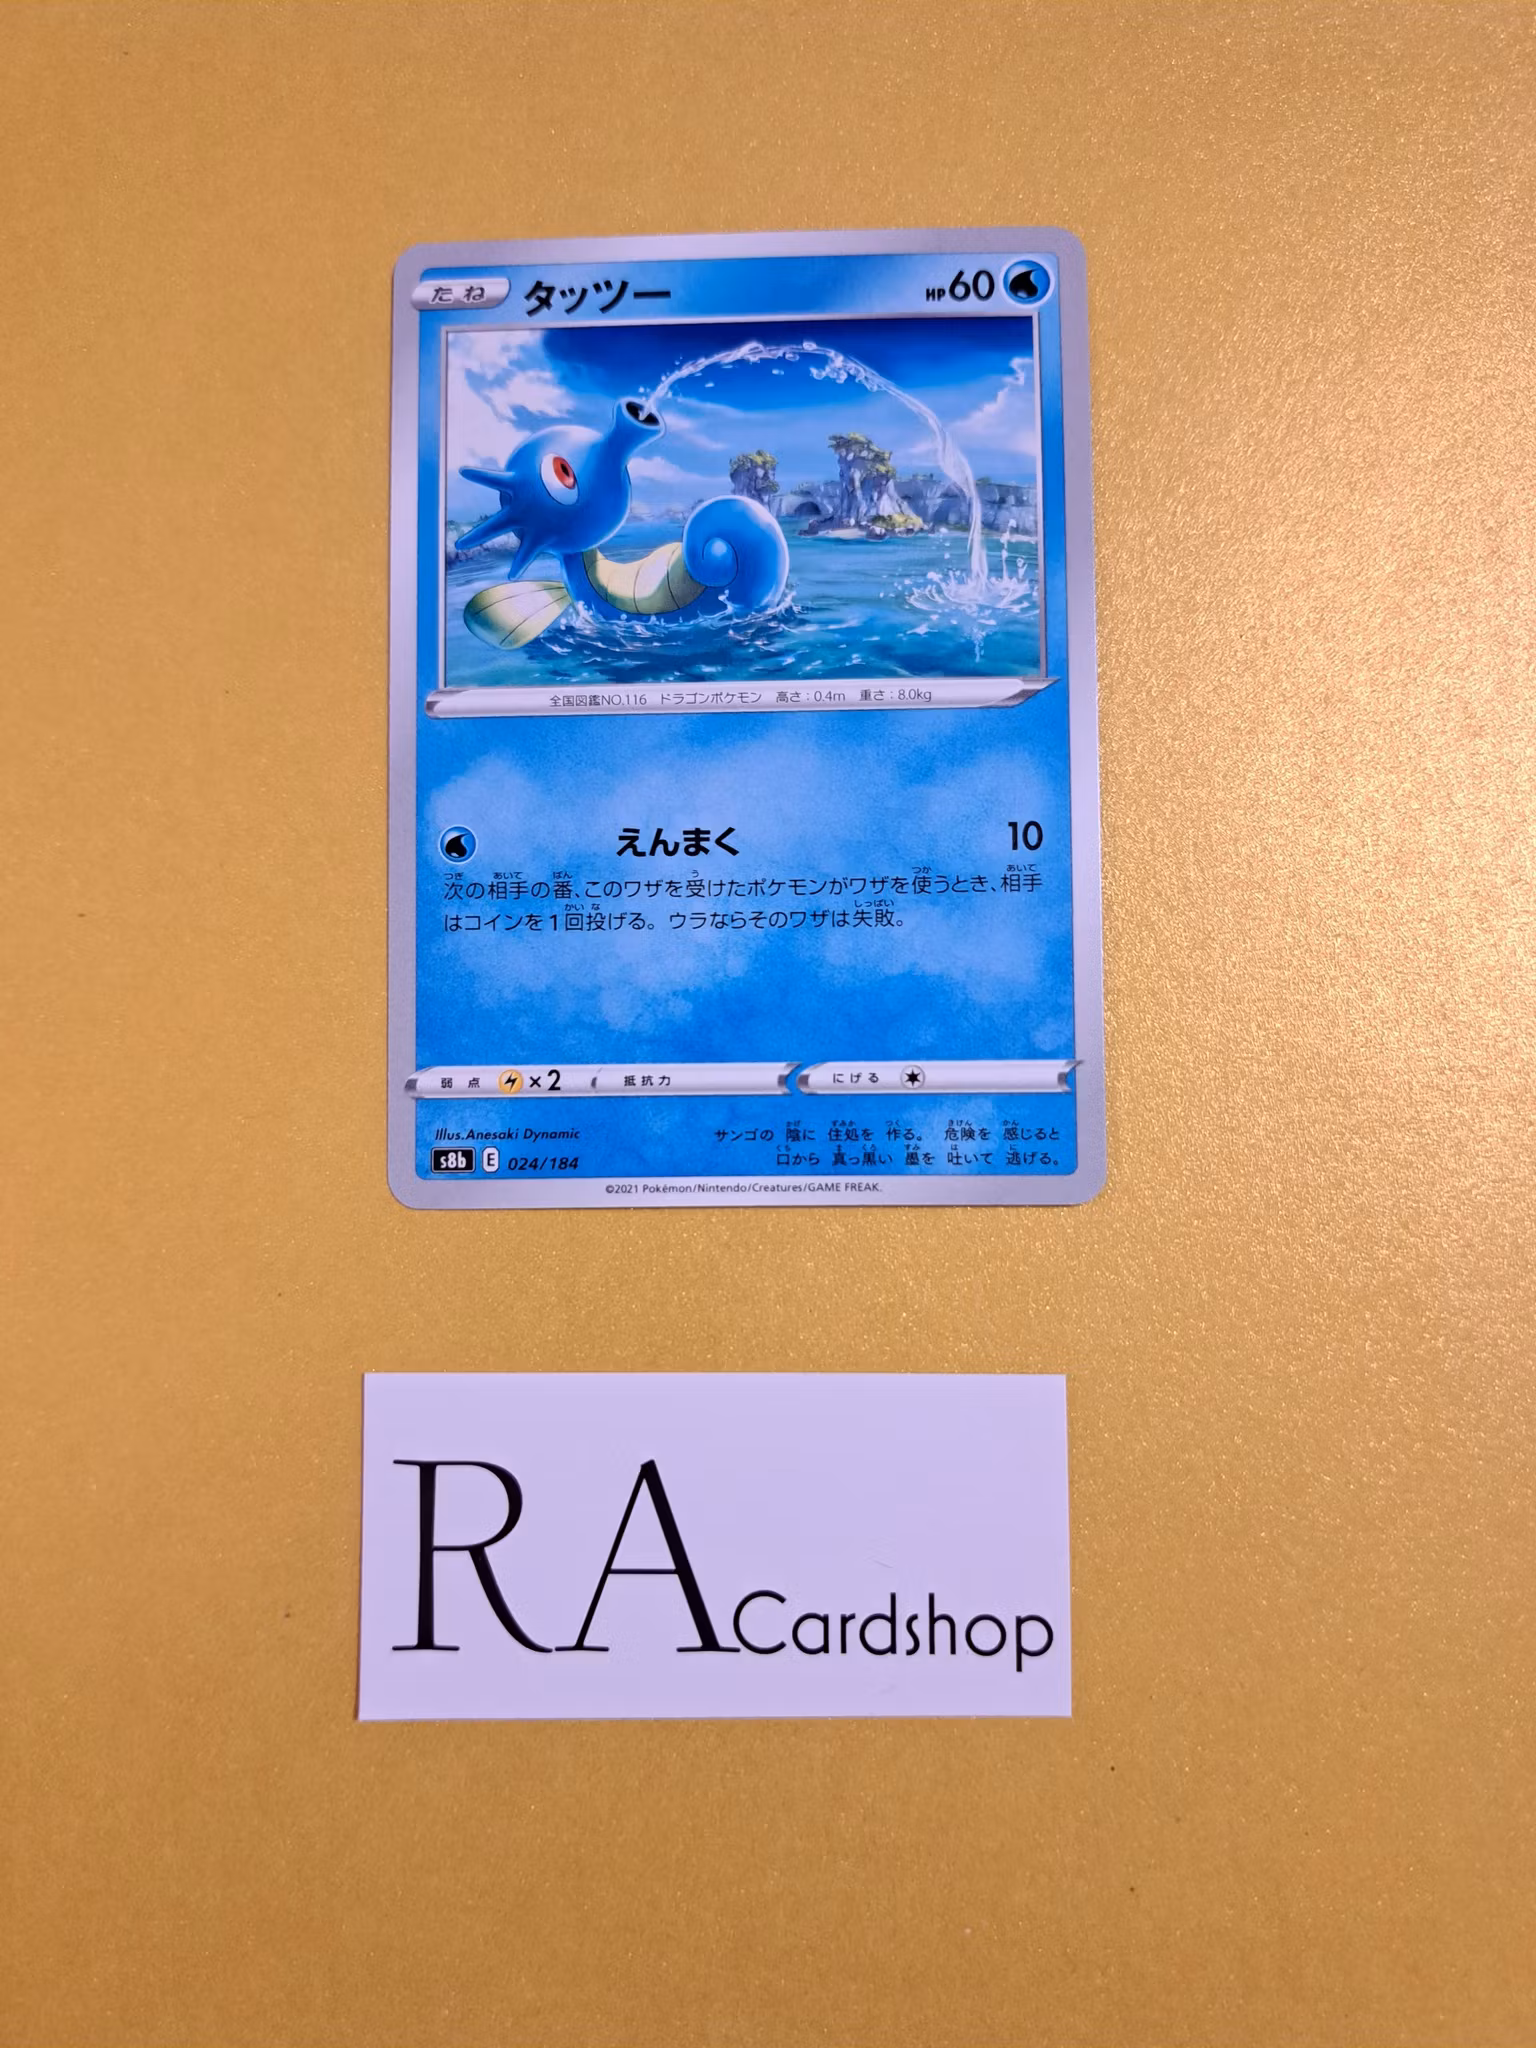 たね タッツー HP60
全国図鑑NO.116 ドラゴンポケモン 高さ:0.4m 重さ:8.0kg
えんまく 10
次の相手の番、このワザを受けたポケモンがワザを使うとき、相手
はコインを1回投げる。ウラならそのワザは失敗。
弱点 ×2 抵抗力 にげる
Illus.Anesaki Dynamic
サンゴの 陰に 住処を 作る。 危険を 感じると
口から 真っ黒い 墨を 吐いて 逃げる。
s8b E 024/184
©2021 Pokémon/Nintendo/Creatures/GAME FREAK.
RA Cardshop